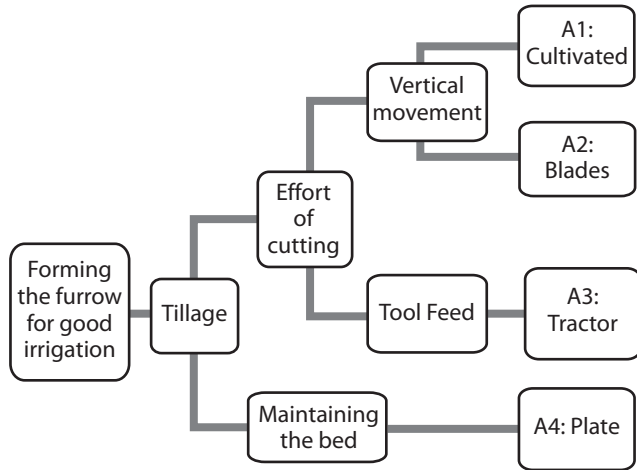 Forming
the furrow
for good
irrigation
Tillage
Effort
of
cutting
Maintaining
the bed
Vertical
movement
Tool Feed
A1:
Cultivated
A2:
Blades
A3:
Tractor
A4: Plate